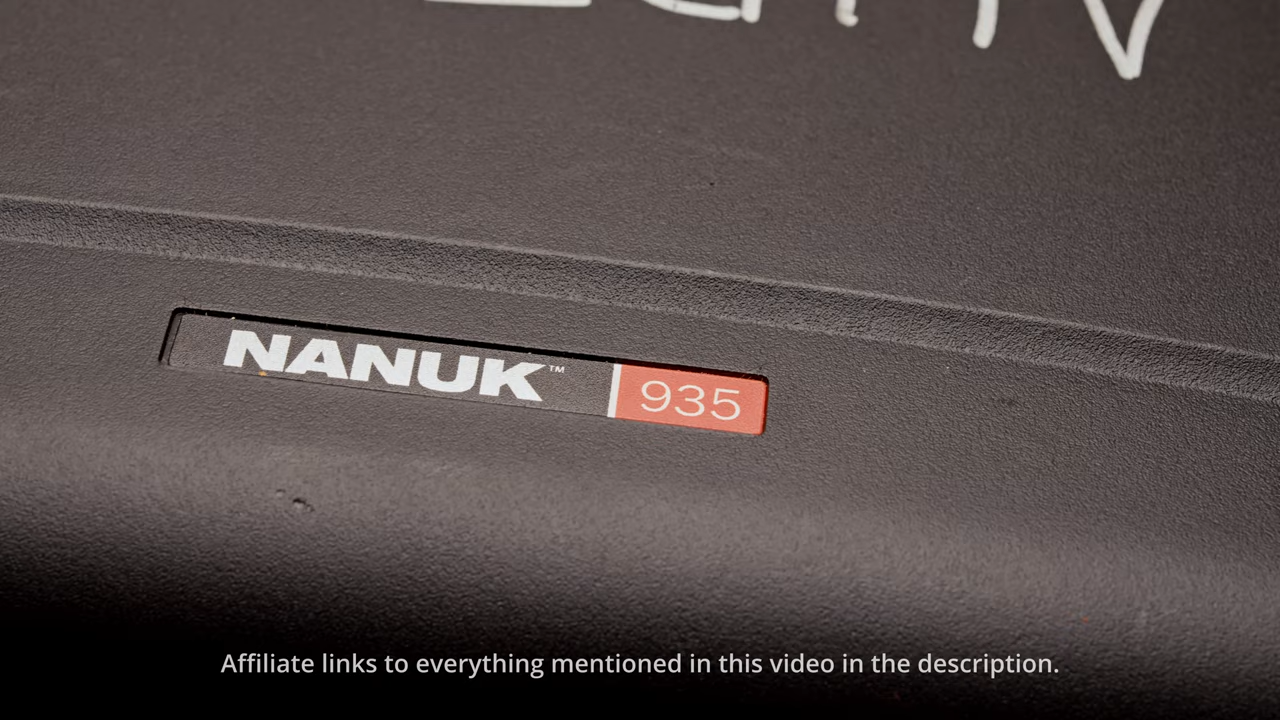 NANUK™ 935
Affiliate links to everything mentioned in this video in the description.